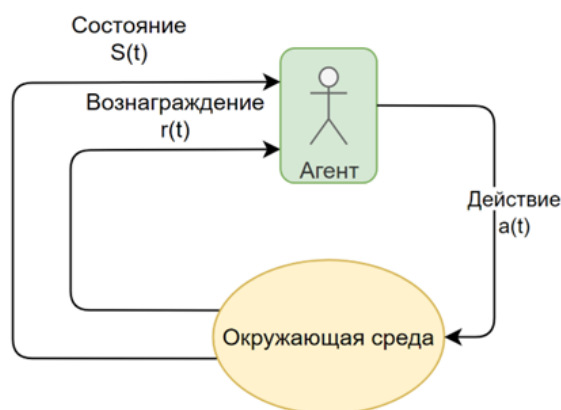 Состояние
S(t)
Вознаграждение
r(t)
Агент
Действие
a(t)
Окружающая среда